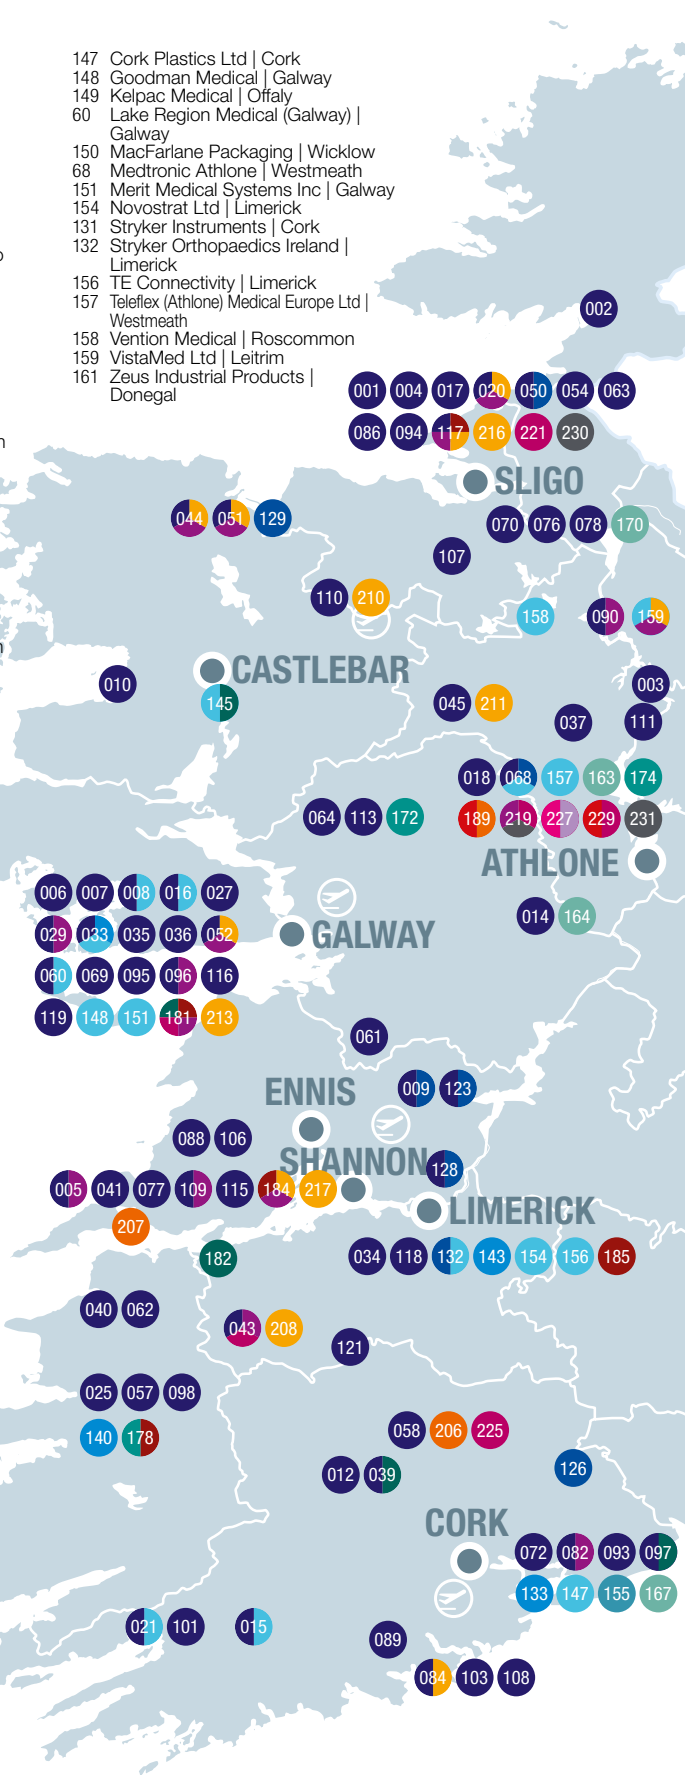 147 Cork Plastics Ltd | Cork
148 Goodman Medical | Galway
149 Kelpac Medical | Offaly
60 Lake Region Medical (Galway) |
Galway
150 MacFarlane Packaging | Wicklow
68 Medtronic Athlone | Westmeath
151 Merit Medical Systems Inc | Galway
154 Novostrat Ltd | Limerick
131 Stryker Instruments | Cork
132 Stryker Orthopaedics Ireland |
Limerick
156 TE Connectivity | Limerick
157 Teleflex (Athlone) Medical Europe Ltd |
Westmeath
158 Vention Medical | Roscommon
159 VistaMed Ltd | Leitrim
161 Zeus Industrial Products |
Donegal
002
001 004 017 020 050 054 063
086 094 117 216 221 230
SLIGO
044 051 129
070 076 078 170
107
110 210
158 090 159
CASTLEBAR
010
003
145
045 211
037 111
018 068 157 163 174
064 113 172
189 219 227 229 231
ATHLONE
006 007 008 016 027
014 164
029 033 035 036 052
GALWAY
060 069 095 096 116
119 148 151 181 213
061
009 123
ENNIS
088 106
SHANNON
128
005 041 077 109 115 184 217
LIMERICK
207
182
034 118 132 143 154 156 185
040 062
043 208
121
025 057 098
140 178
058 206 225
012 039
126
CORK
072 082 093 097
133 147 155 167
021 101 015
089
084 103 108